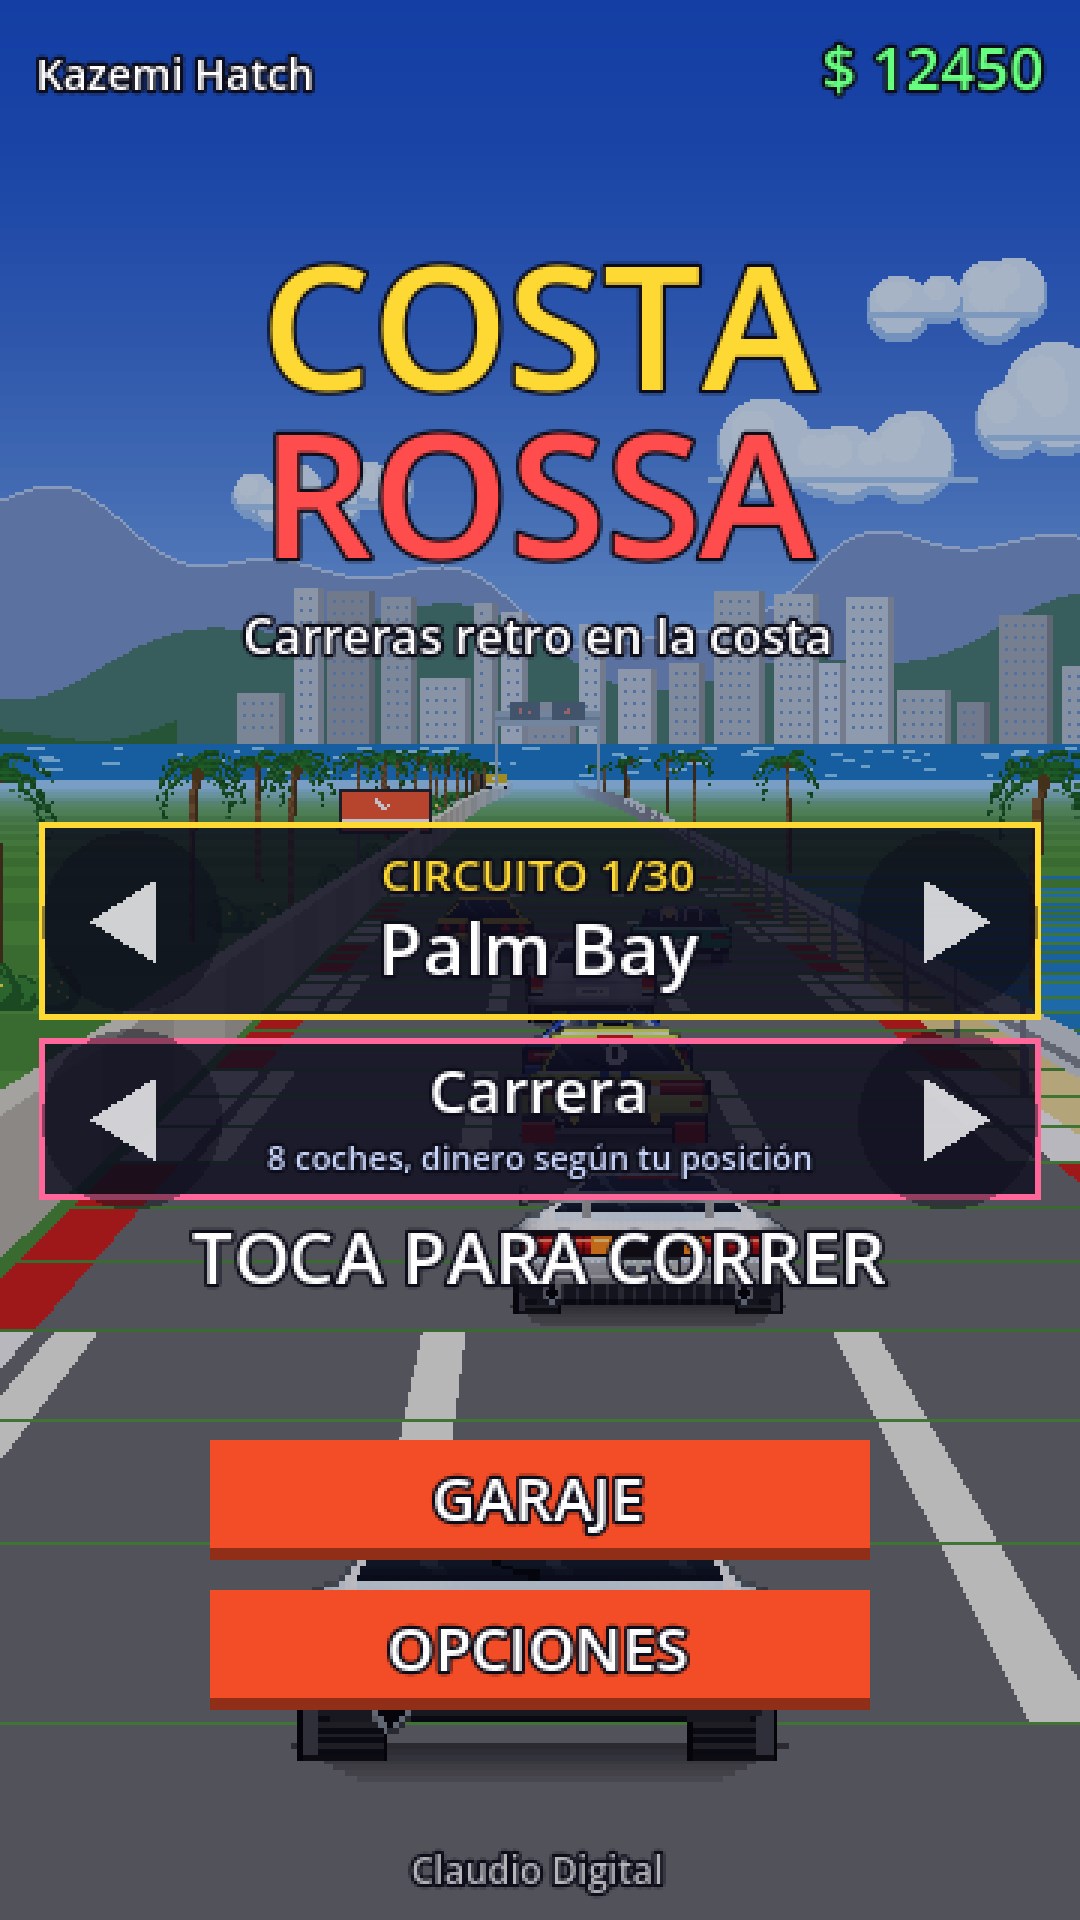 Kazemi Hatch
$ 12450
COSTA
ROSSA
Carreras retro en la costa
CIRCUITO 1/30
Palm Bay
Carrera
8 coches, dinero según tu posición
TOCA PARA CORRER
GARAJE
OPCIONES
Claudio Digital